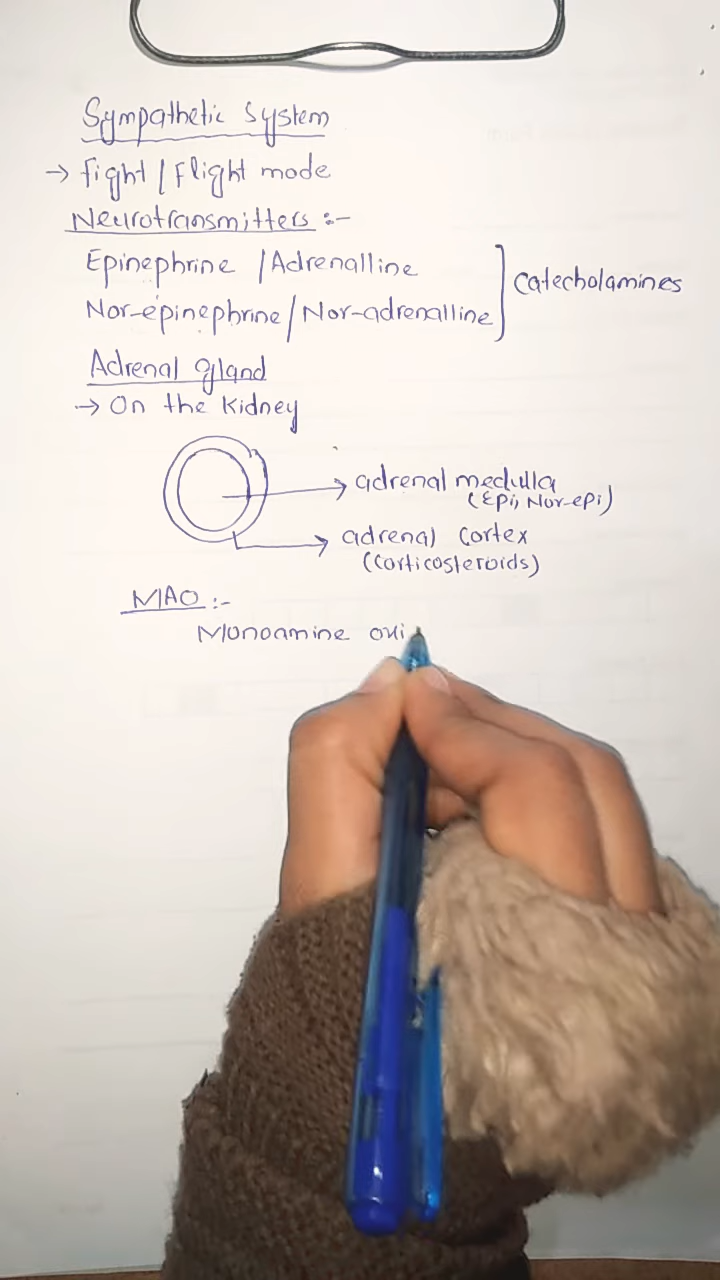 Sympathetic System
→ fight / Flight mode
Neurotransmitters :-
Epinephrine / Adrenalline
Nor-epinephrine / Nor-adrenalline
Catecholamines
Adrenal gland
→ On the kidney
adrenal medulla
(Epi, Nor-epi)
adrenal cortex
(corticosteroids)
MAO :-
Monoamine oxi